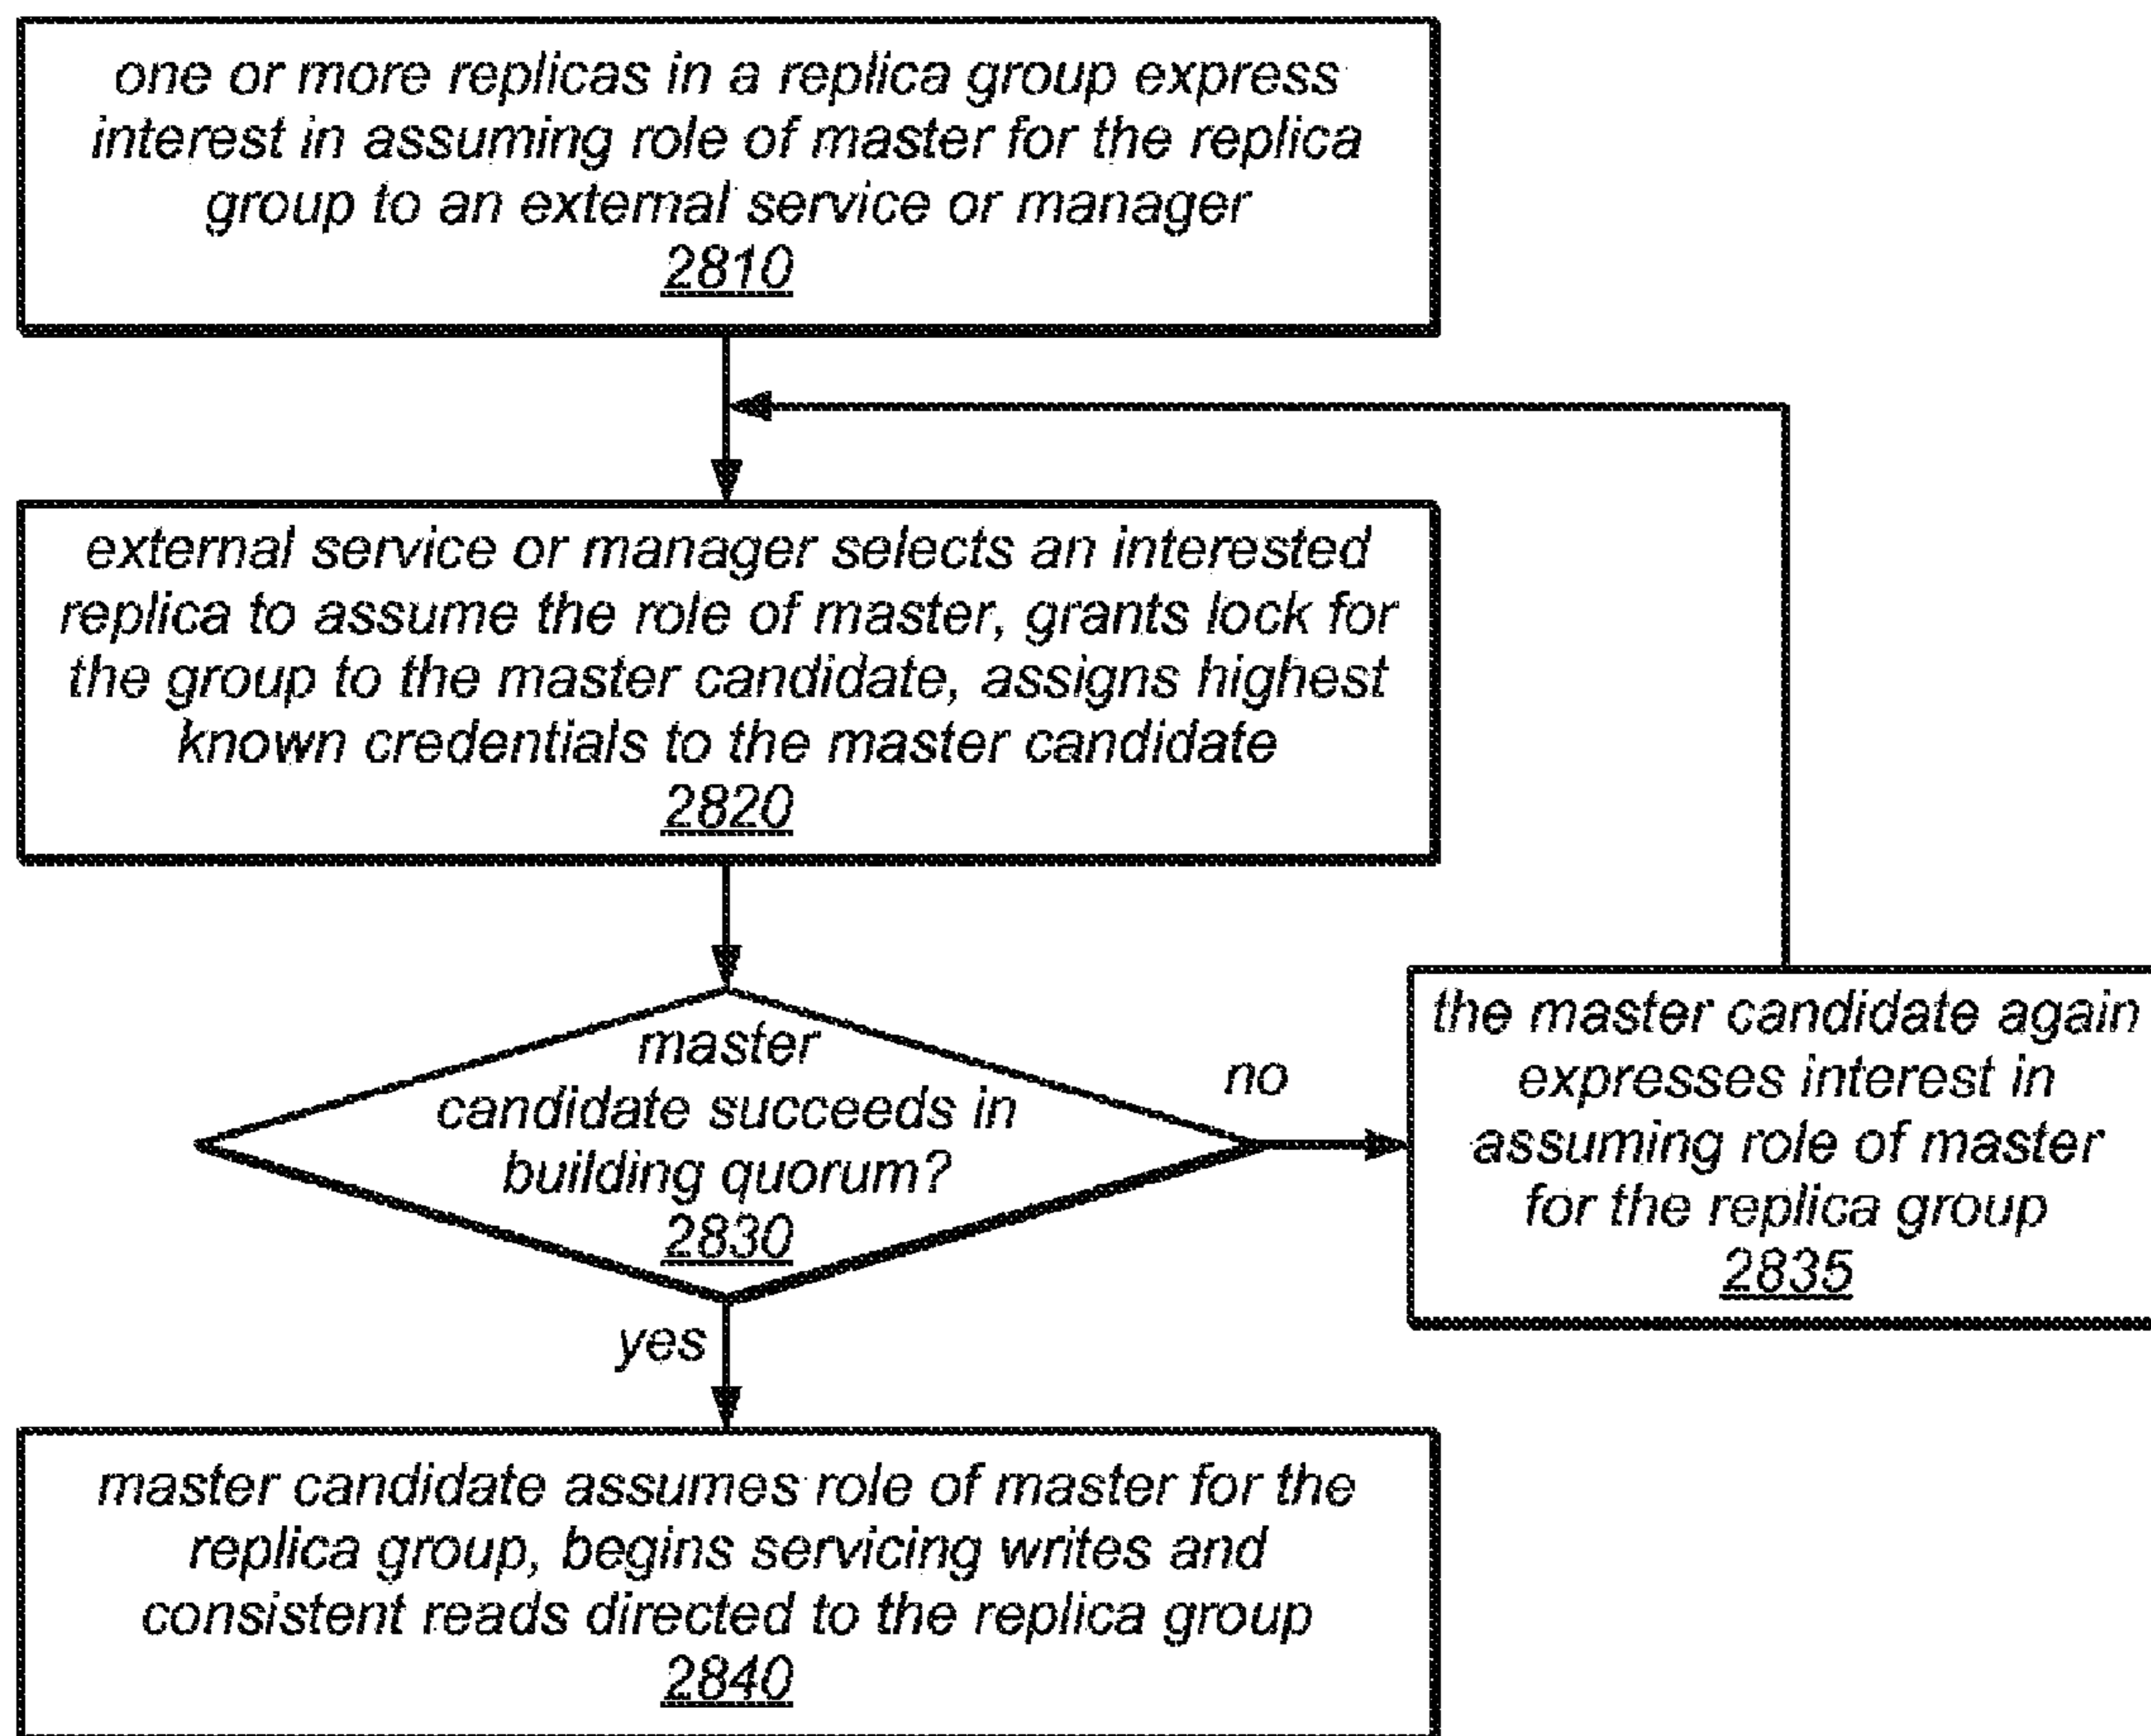 one or more replicas in a replica group express
interest in assuming role of master for the replica
group to an external service or manager
2810
external service or manager selects an interested
replica to assume the role of master, grants lock for
the group to the master candidate, assigns highest
known credentials to the master candidate
2820
master
candidate succeeds in
building quorum?
2830
no
the master candidate again
expresses interest in
assuming role of master
for the replica group
2835
yes
master candidate assumes role of master for the
replica group, begins servicing writes and
consistent reads directed to the replica group
2840